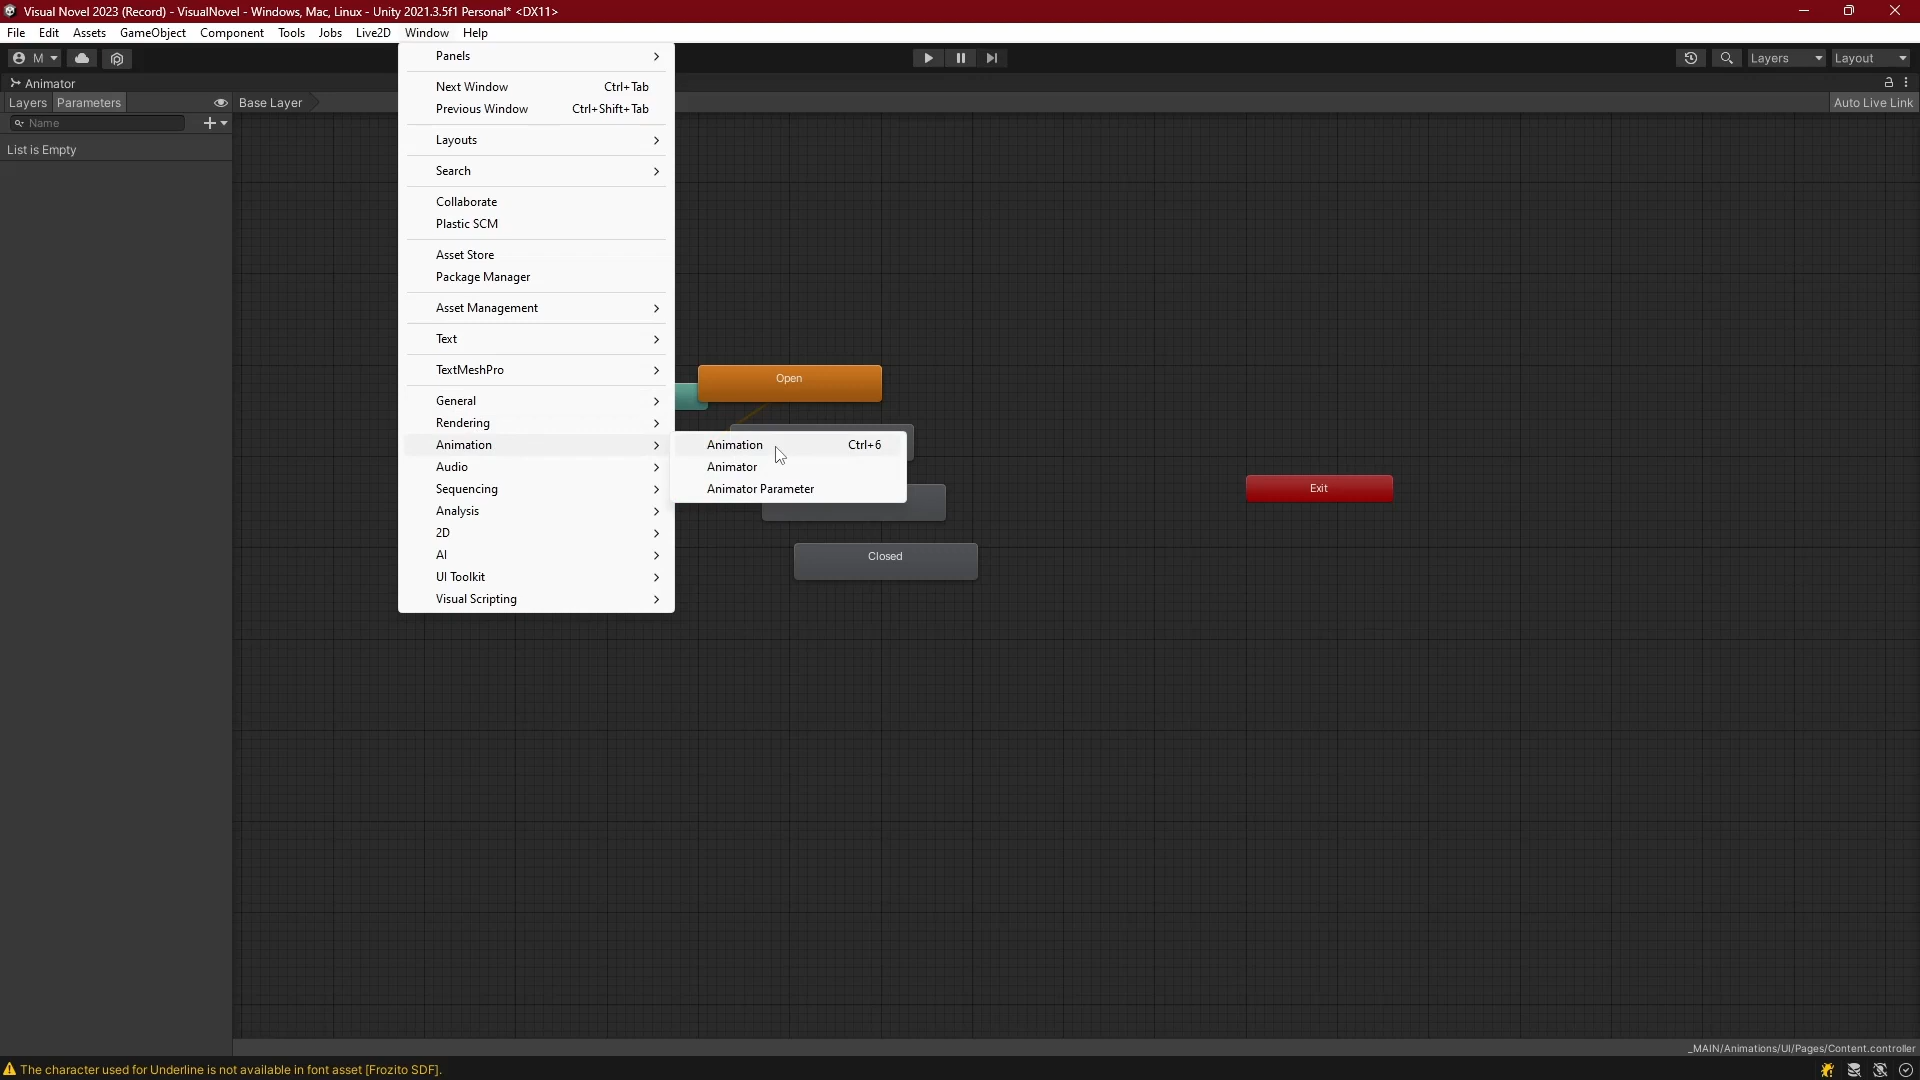 Visual Novel 2023 (Record) - VisualNovel - Windows, Mac, Linux - Unity 2021.3.5f1 Personal* <DX11>
File Edit Assets GameObject Component Tools Jobs Live2D Window Help
M Layers Layout
Animator
Layers Parameters Base Layer Auto Live Link
Name
List is Empty
Panels
Next Window Ctrl+Tab
Previous Window Ctrl+Shift+Tab
Layouts
Search
Collaborate
Plastic SCM
Asset Store
Package Manager
Asset Management
Text
TextMeshPro
General
Rendering
Animation
Audio
Sequencing
Analysis
2D
AI
UI Toolkit
Visual Scripting
Animation Ctrl+6
Animator
Animator Parameter
Open
Closed
Exit
_MAIN/Animations/UI/Pages/Content.controller
The character used for Underline is not available in font asset [Frozito SDF].